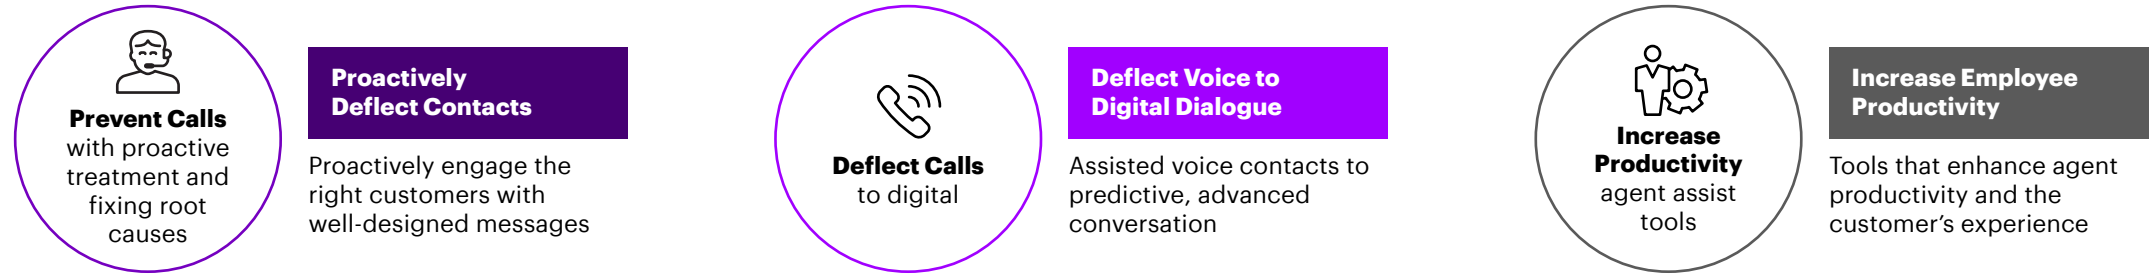 Prevent Calls
with proactive
treatment and
fixing root
causes
Proactively
Deflect Contacts
Proactively engage the
right customers with
well-designed messages
Deflect Calls
to digital
Deflect Voice to
Digital Dialogue
Assisted voice contacts to
predictive, advanced
conversation
Increase
Productivity
agent assist
tools
Increase Employee
Productivity
Tools that enhance agent
productivity and the
customer’s experience